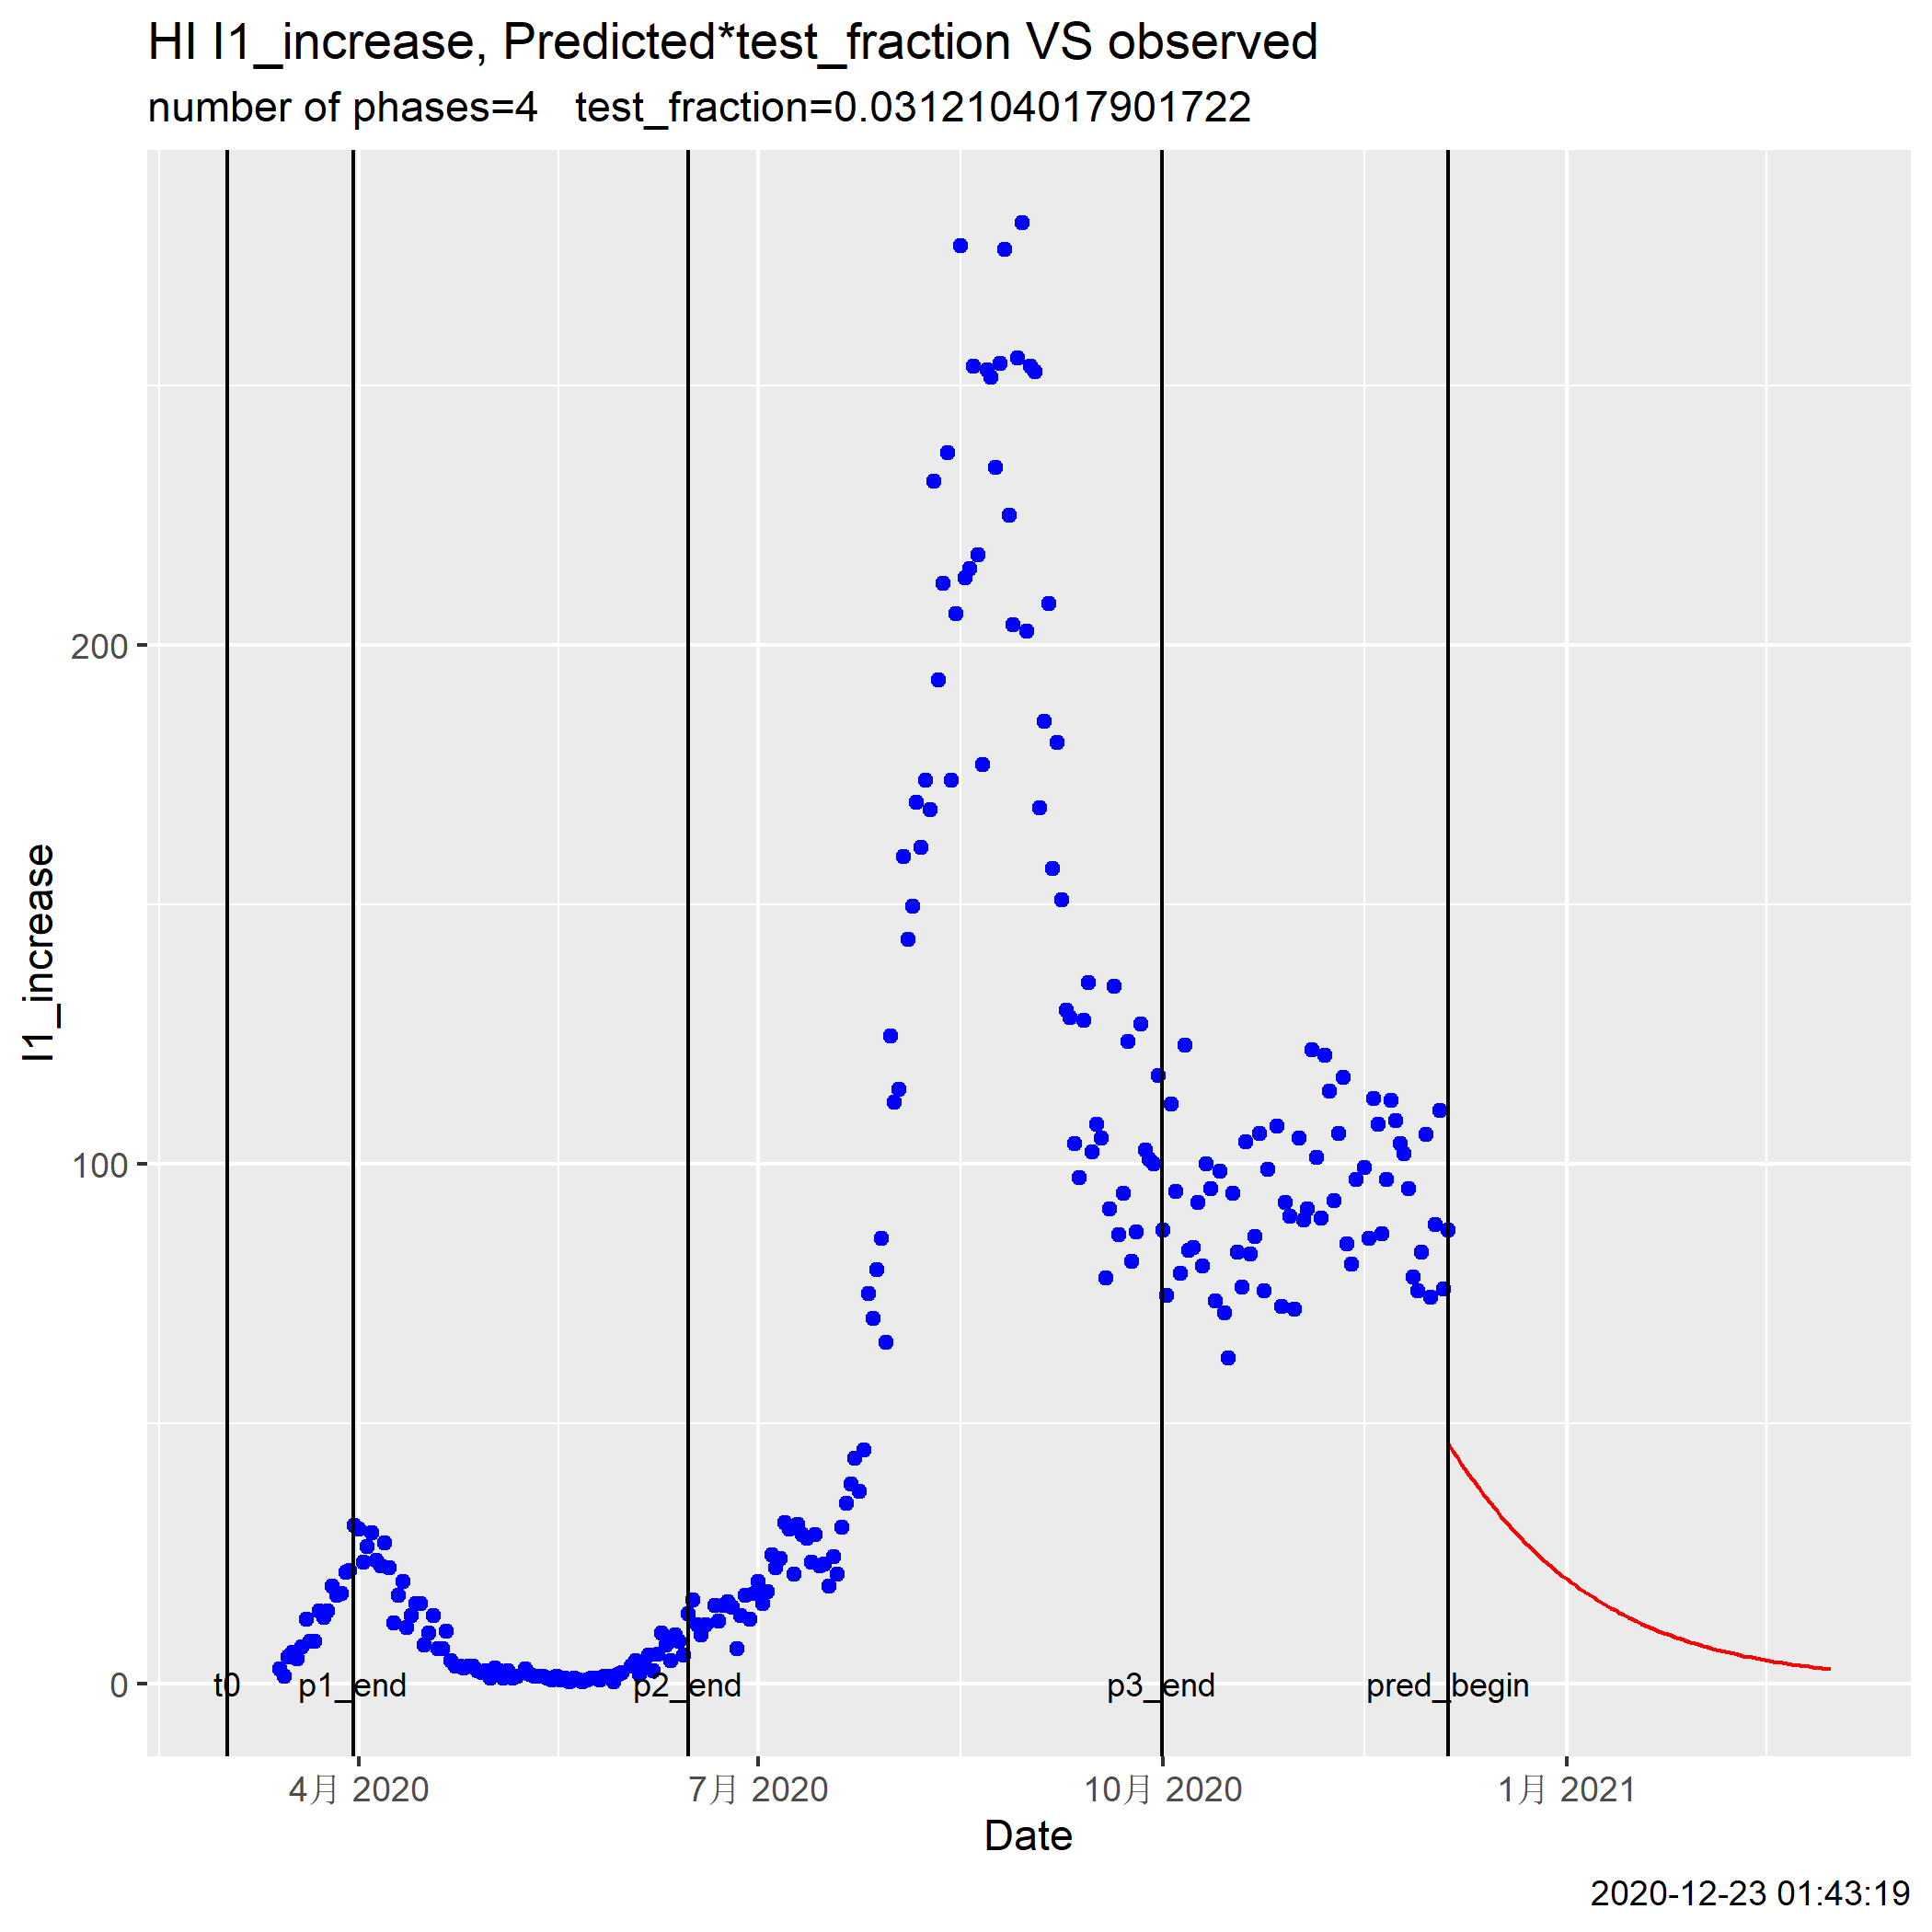 HI I1_increase, Predicted*test_fraction VS observed
number of phases=4   test_fraction=0.0312104017901722
I1_increase
200
100
0
t0 p1_end p2_end p3_end pred_begin
4月 2020 7月 2020 10月 2020 1月 2021
Date
2020-12-23 01:43:19